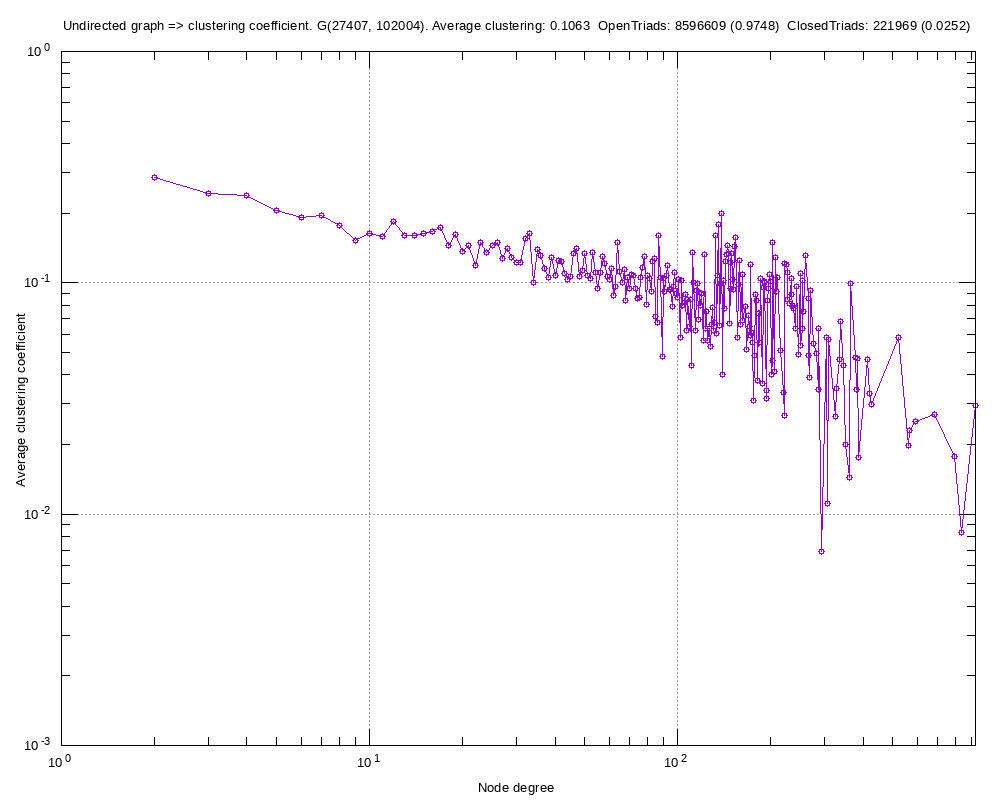 Undirected graph => clustering coefficient. G(27407, 102004). Average clustering: 0.1063  OpenTriads: 8596609 (0.9748)  ClosedTriads: 221969 (0.0252)
10^0
10^-1
10^-2
10^-3
Average clustering coefficient
10^0
10^1
10^2
Node degree